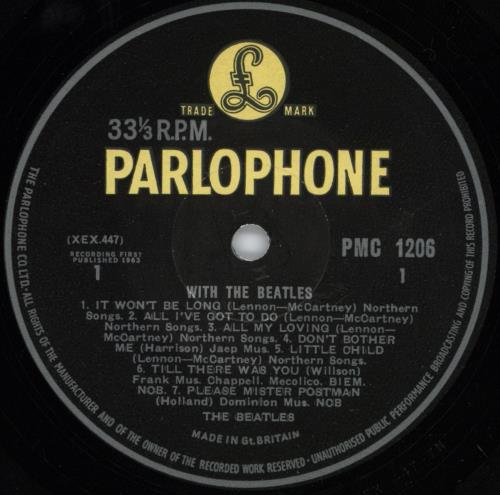 £
TRADE MARK
33⅓ R.P.M.
PARLOPHONE
(XEX.447)
RECORDING FIRST
PUBLISHED 1963
1
PMC 1206
1
WITH THE BEATLES
1. IT WON'T BE LONG (Lennon—McCartney) Northern
Songs. 2. ALL I'VE GOT TO DO (Lennon—McCartney)
Northern Songs. 3. ALL MY LOVING (Lennon—
McCartney) Northern Songs. 4. DON'T BOTHER
ME (Harrison) Jaep Mus. 5. LITTLE CHILD
(Lennon—McCartney) Northern Songs.
6. TILL THERE WAS YOU (Willson)
Frank Mus. Chappell. Mecolico. BIEM.
NOB. 7. PLEASE MISTER POSTMAN
(Holland) Dominion Mus. NOB
THE BEATLES
MADE IN Gt. BRITAIN
THE PARLOPHONE CO. LTD.· ALL RIGHTS OF THE MANUFACTURER AND OF THE OWNER OF THE RECORDED WORK RESERVED · UNAUTHORISED PUBLIC PERFORMANCE BROADCASTING AND COPYING OF THIS RECORD PROHIBITED